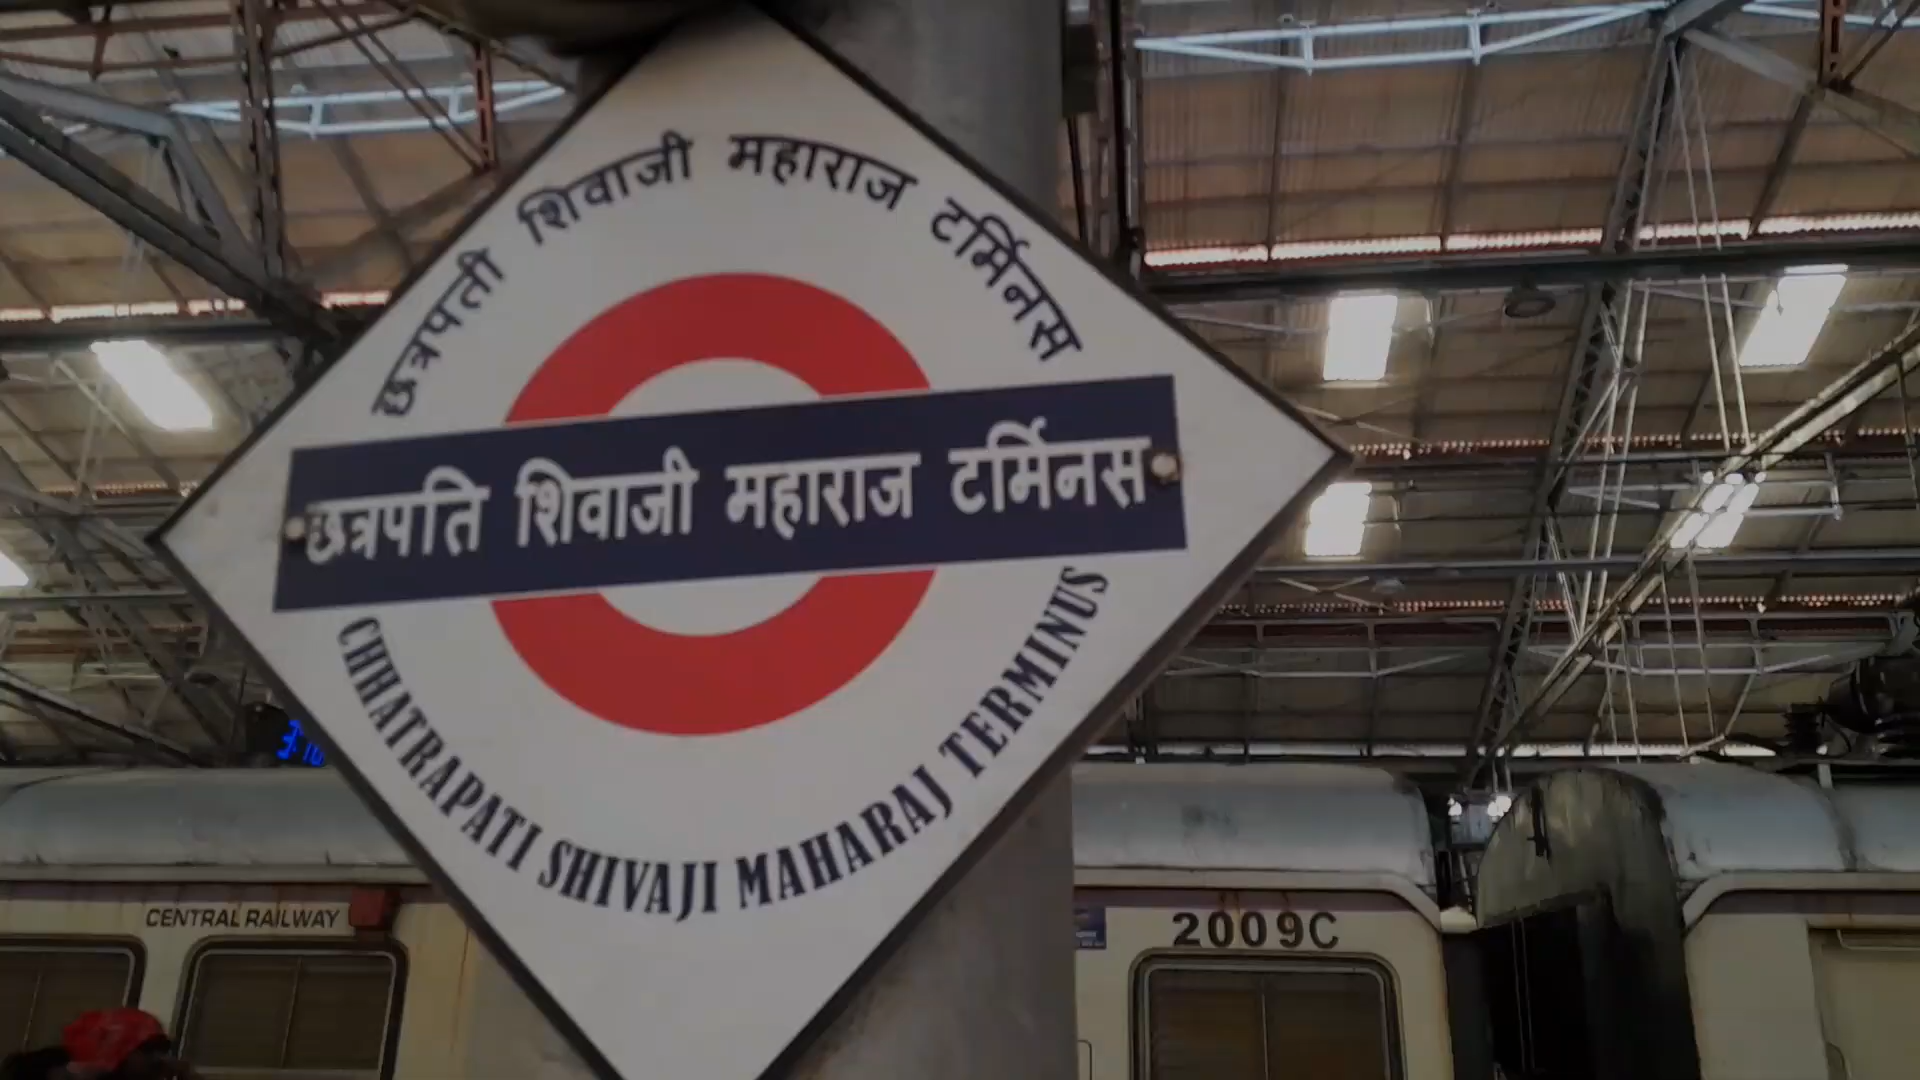 छत्रपती शिवाजी महाराज टर्मिनस
छत्रपति शिवाजी महाराज टर्मिनस
CHHATRAPATI SHIVAJI MAHARAJ TERMINUS
CENTRAL RAILWAY
2009C